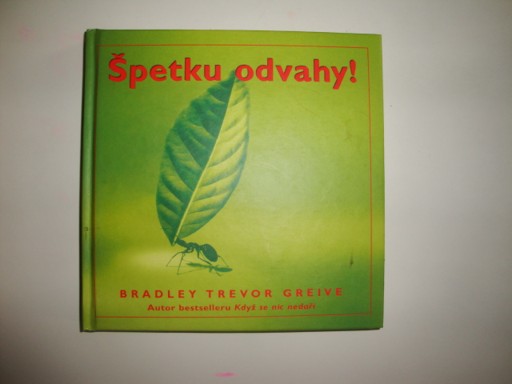 Špetku odvahy!
BRADLEY TREVOR GREIVE
Autor bestselleru Když se nic nedaří